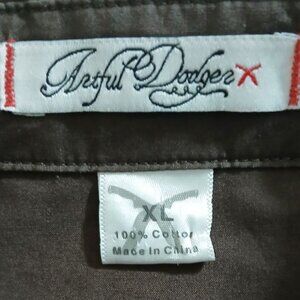 Artful Dodger
XL
100% Cotton
Made in China